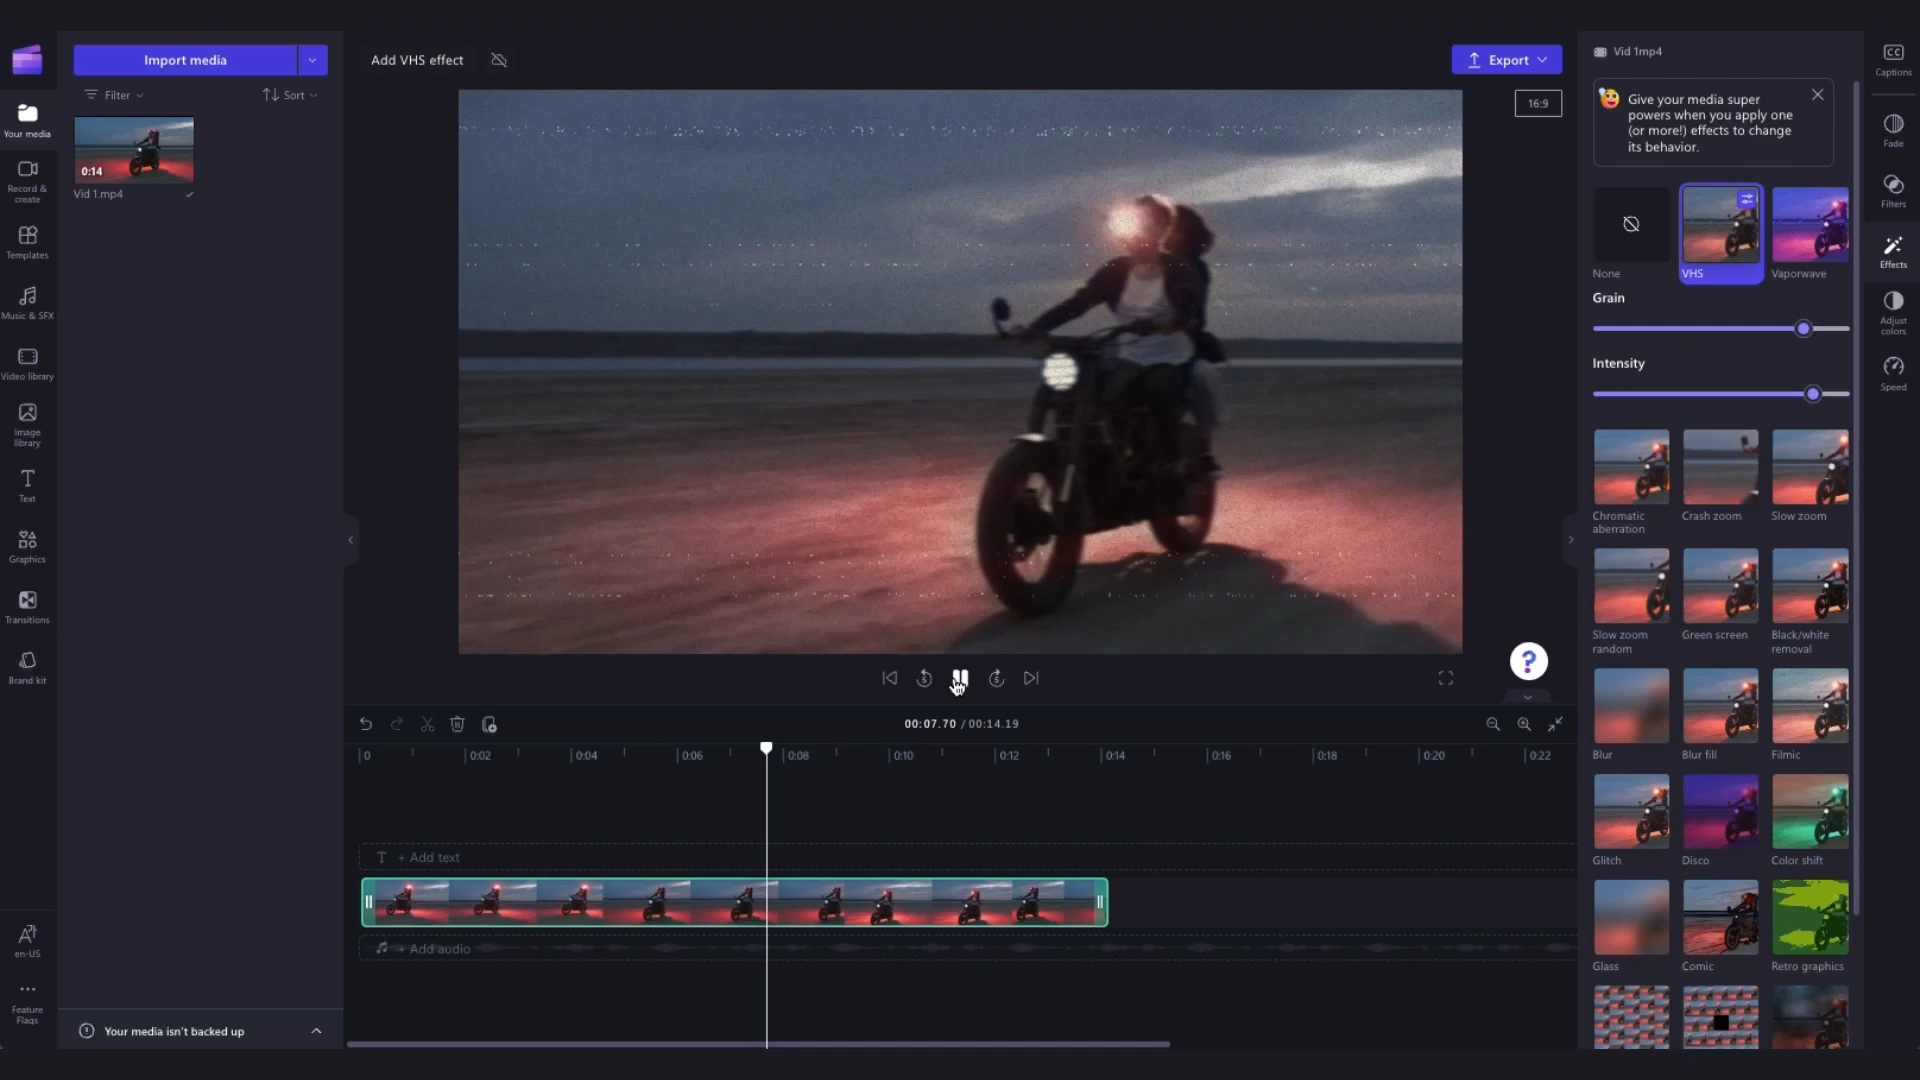 Import media
Add VHS effect
Export
Vid 1mp4
Captions
Filter
Sort
16:9
Give your media super
powers when you apply one
(or more!) effects to change
its behavior.
Your media
0:14
Vid 1.mp4
Fade
Filters
Effects
Adjust
colors
Speed
Record &
create
Templates
Music & SFX
Video library
Image
library
Text
Graphics
Transitions
Brand kit
None
VHS
Vaporwave
Grain
Intensity
Chromatic
aberration
Crash zoom
Slow zoom
Slow zoom
random
Green screen
Black/white
removal
Blur
Blur fill
Filmic
Glitch
Disco
Color shift
Glass
Comic
Retro graphics
5
5
?
00:07.70 / 00:14.19
0
0:02
0:04
0:06
0:08
0:10
0:12
0:14
0:16
0:18
0:20
0:22
T + Add text
+ Add audio
en-US
Feature
Flags
Your media isn't backed up